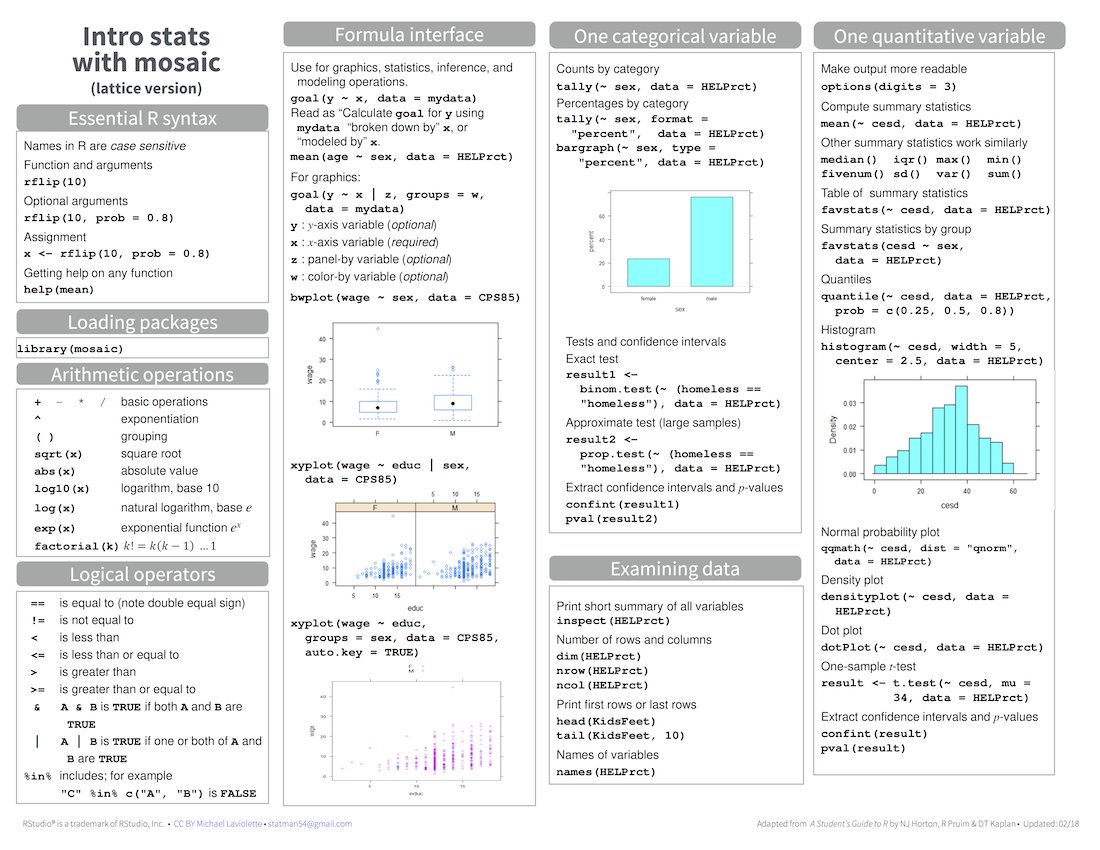 Intro stats
with mosaic
(lattice version)
Essential R syntax
Names in R are case sensitive
Function and arguments
rflip(10)
Optional arguments
rflip(10, prob = 0.8)
Assignment
x <- rflip(10, prob = 0.8)
Getting help on any function
help(mean)
Loading packages
library(mosaic)
Arithmetic operations
+ - * / basic operations
^ exponentiation
( ) grouping
sqrt(x) square root
abs(x) absolute value
log10(x) logarithm, base 10
log(x) natural logarithm, base e
exp(x) exponential function eˣ
factorial(k) k! = k(k − 1) … 1
Logical operators
== is equal to (note double equal sign)
!= is not equal to
< is less than
<= is less than or equal to
> is greater than
>= is greater than or equal to
& A & B is TRUE if both A and B are
TRUE
| A | B is TRUE if one or both of A and
B are TRUE
%in% includes; for example
"C" %in% c("A", "B") is FALSE
Formula interface
Use for graphics, statistics, inference, and
modeling operations.
goal(y ~ x, data = mydata)
Read as “Calculate goal for y using
mydata “broken down by” x, or
“modeled by” x.
mean(age ~ sex, data = HELPrct)
For graphics:
goal(y ~ x | z, groups = w,
data = mydata)
y : y-axis variable (optional)
x : x-axis variable (required)
z : panel-by variable (optional)
w : color-by variable (optional)
bwplot(wage ~ sex, data = CPS85)
wage
40
30
20
10
0
F M
xyplot(wage ~ educ | sex,
data = CPS85)
5 10 15
F M
wage
40
30
20
10
0
5 10 15
educ
xyplot(wage ~ educ,
groups = sex, data = CPS85,
auto.key = TRUE)
F
M
wage
40
30
20
10
0
5 10 15
educ
One categorical variable
Counts by category
tally(~ sex, data = HELPrct)
Percentages by category
tally(~ sex, format =
"percent", data = HELPrct)
bargraph(~ sex, type =
"percent", data = HELPrct)
percent
60
40
20
0
female male
sex
Tests and confidence intervals
Exact test
result1 <-
binom.test(~ (homeless ==
"homeless"), data = HELPrct)
Approximate test (large samples)
result2 <-
prop.test(~ (homeless ==
"homeless"), data = HELPrct)
Extract confidence intervals and p-values
confint(result1)
pval(result2)
Examining data
Print short summary of all variables
inspect(HELPrct)
Number of rows and columns
dim(HELPrct)
nrow(HELPrct)
ncol(HELPrct)
Print first rows or last rows
head(KidsFeet)
tail(KidsFeet, 10)
Names of variables
names(HELPrct)
One quantitative variable
Make output more readable
options(digits = 3)
Compute summary statistics
mean(~ cesd, data = HELPrct)
Other summary statistics work similarly
median() iqr() max() min()
fivenum() sd() var() sum()
Table of summary statistics
favstats(~ cesd, data = HELPrct)
Summary statistics by group
favstats(cesd ~ sex,
data = HELPrct)
Quantiles
quantile(~ cesd, data = HELPrct,
prob = c(0.25, 0.5, 0.8))
Histogram
histogram(~ cesd, width = 5,
center = 2.5, data = HELPrct)
Density
0.03
0.02
0.01
0.00
0 20 40 60
cesd
Normal probability plot
qqmath(~ cesd, dist = "qnorm",
data = HELPrct)
Density plot
densityplot(~ cesd, data =
HELPrct)
Dot plot
dotPlot(~ cesd, data = HELPrct)
One-sample t-test
result <- t.test(~ cesd, mu =
34, data = HELPrct)
Extract confidence intervals and p-values
confint(result)
pval(result)
RStudio® is a trademark of RStudio, Inc. • CC BY Michael Laviolette • statman54@gmail.com
Adapted from A Student's Guide to R by NJ Horton, R Pruim & DT Kaplan • Updated: 02/18